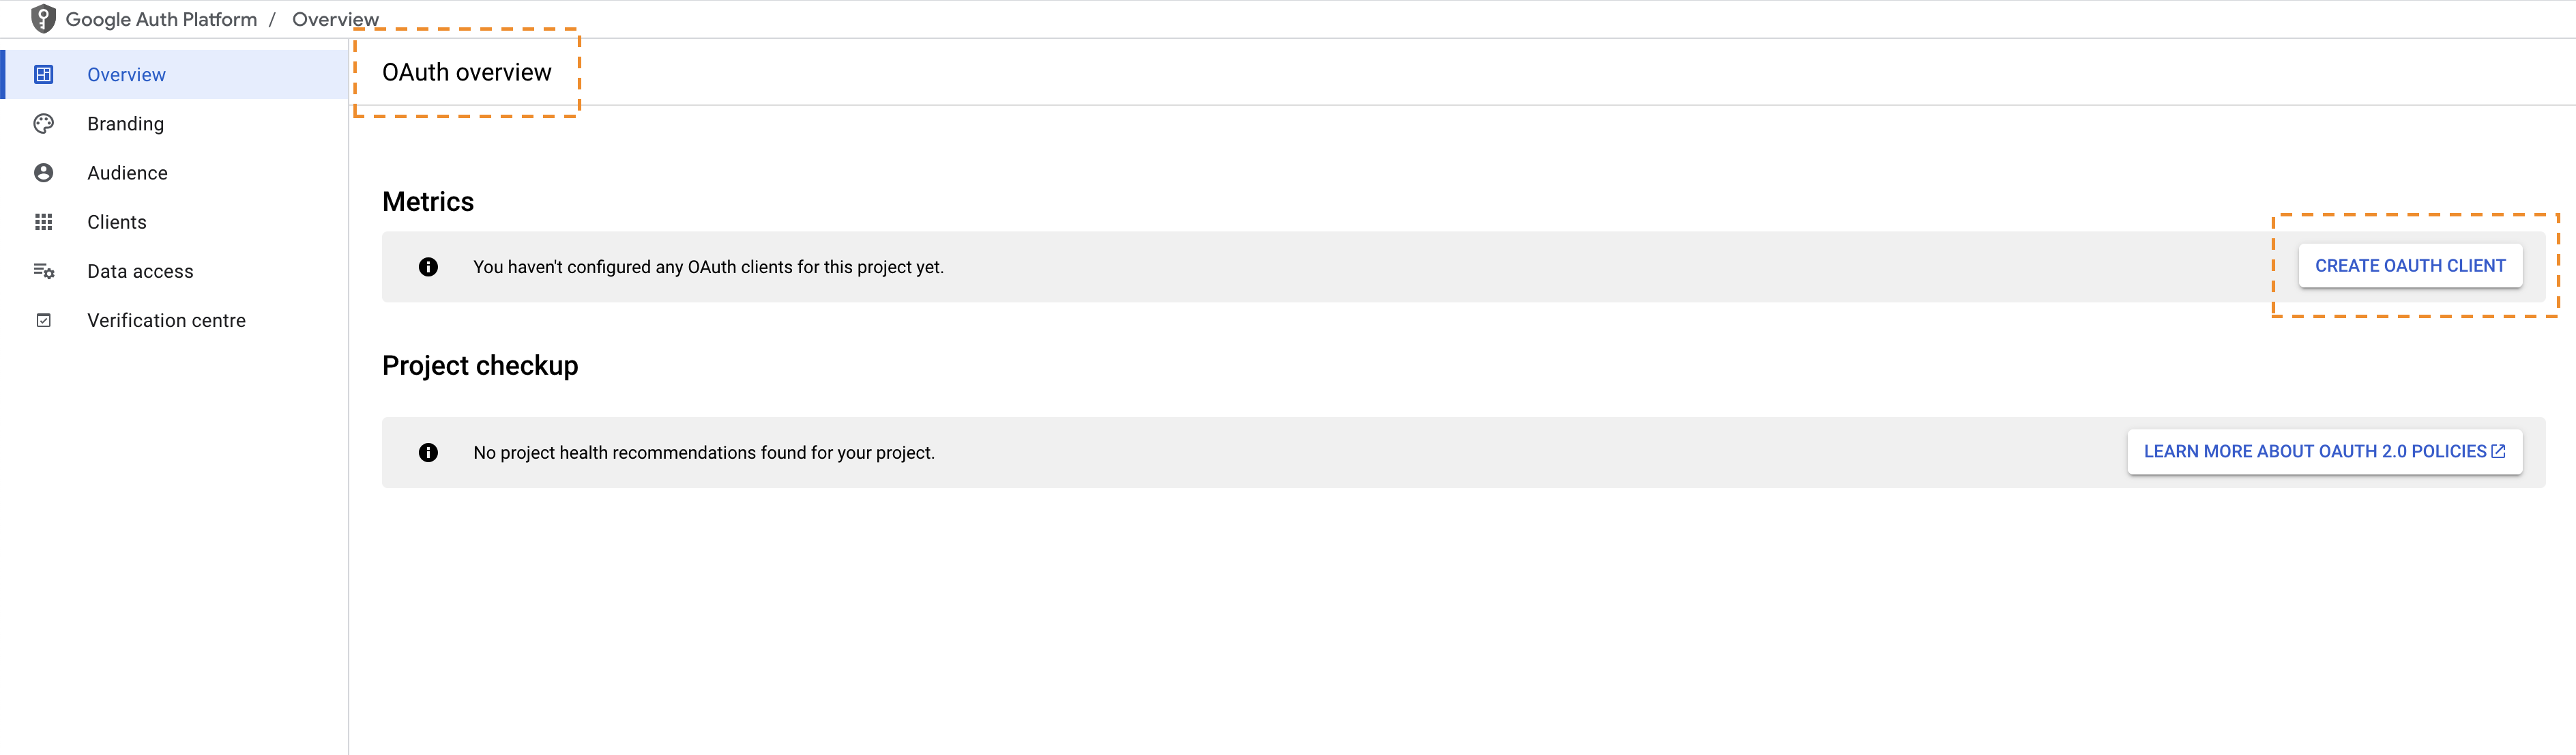 Google Auth Platform / Overview
Overview
Branding
Audience
Clients
Data access
Verification centre
OAuth overview
Metrics
You haven't configured any OAuth clients for this project yet.
CREATE OAUTH CLIENT
Project checkup
No project health recommendations found for your project.
LEARN MORE ABOUT OAUTH 2.0 POLICIES